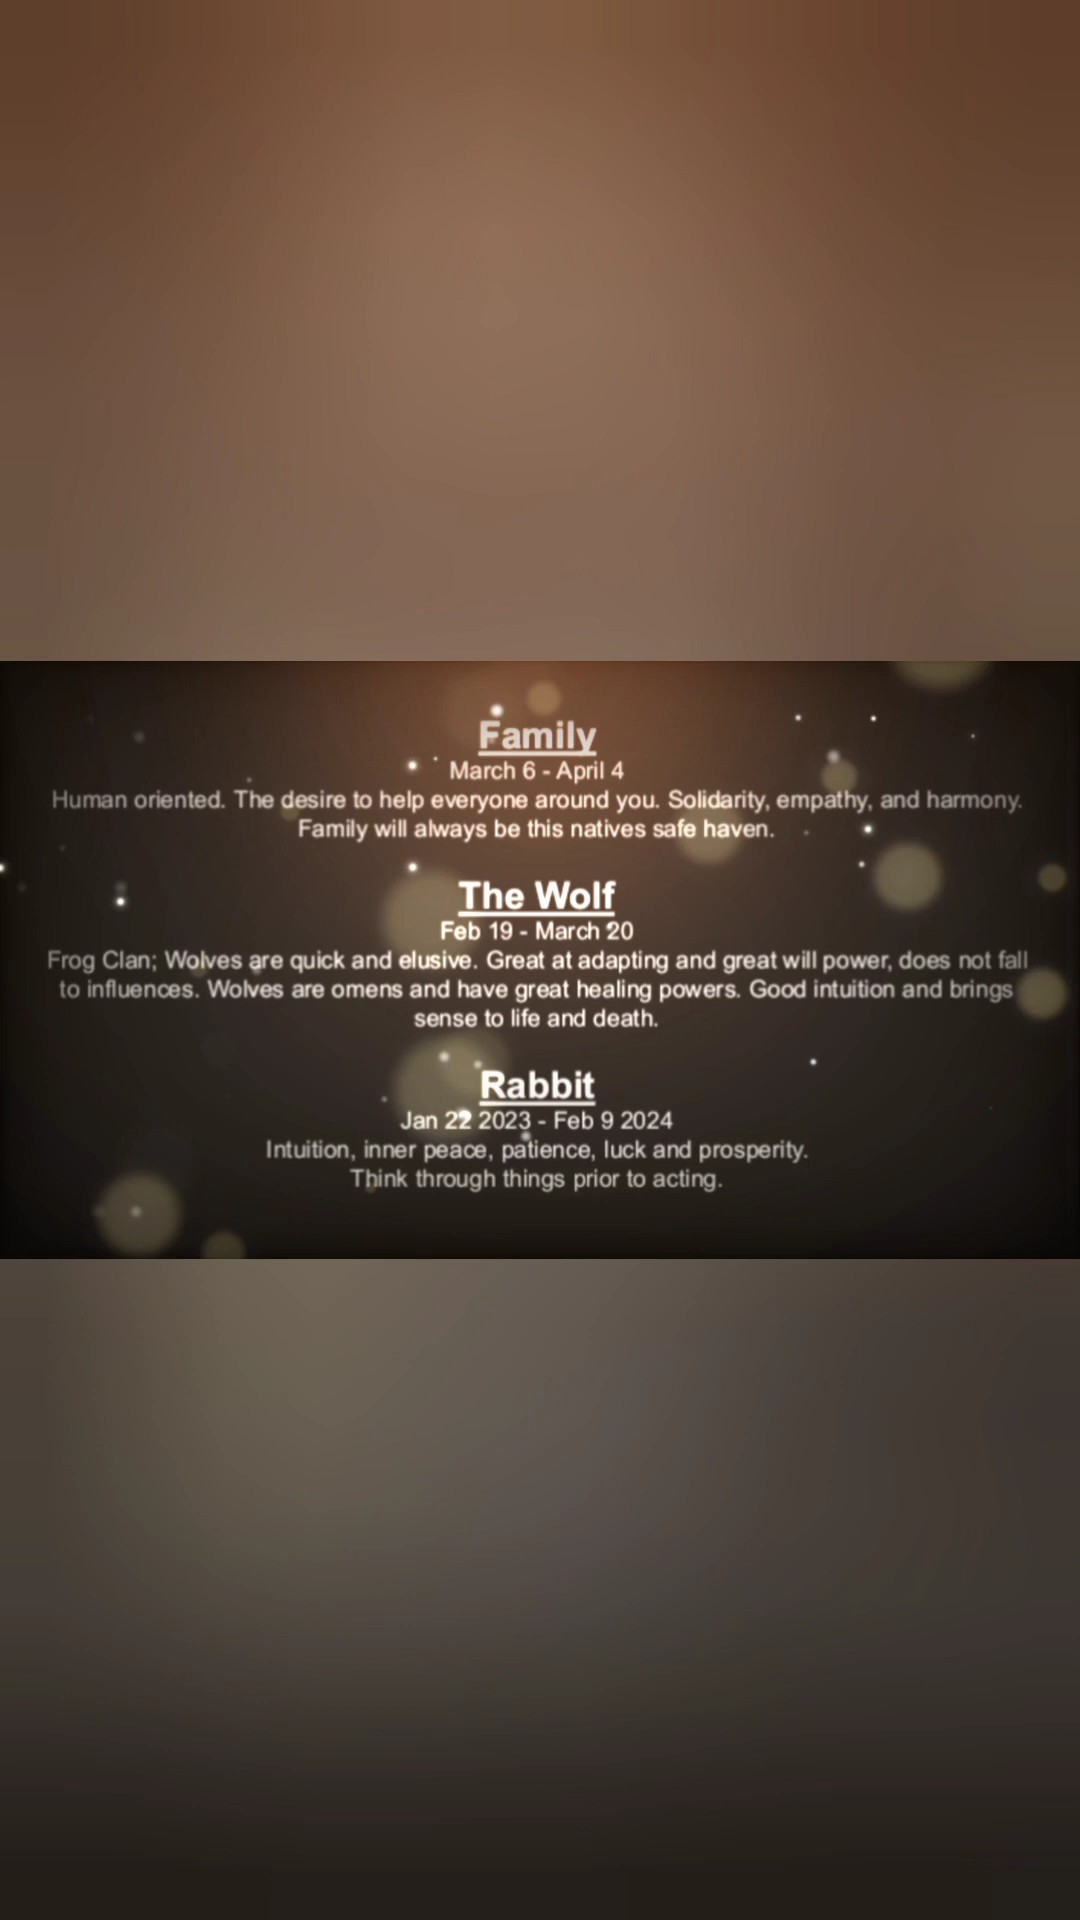 Family
March 6 - April 4
Human oriented. The desire to help everyone around you. Solidarity, empathy, and harmony.
Family will always be this natives safe haven.
The Wolf
Feb 19 - March 20
Frog Clan; Wolves are quick and elusive. Great at adapting and great will power, does not fall
to influences. Wolves are omens and have great healing powers. Good intuition and brings
sense to life and death.
Rabbit
Jan 22 2023 - Feb 9 2024
Intuition, inner peace, patience, luck and prosperity.
Think through things prior to acting.